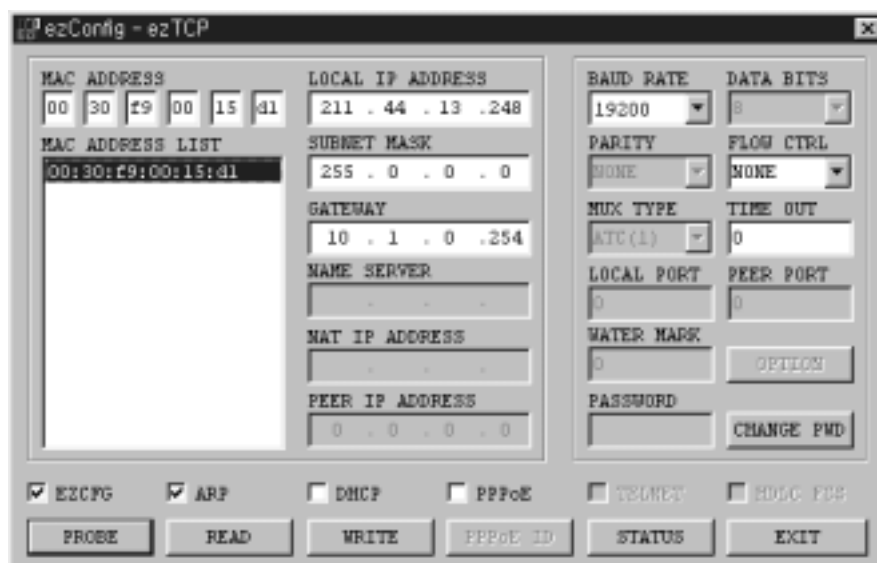 ezConfig - ezTCP
MAC ADDRESS
00 30 f9 00 15 d1
MAC ADDRESS LIST
00:30:f9:00:15:d1
LOCAL IP ADDRESS
211 . 44 . 13 .248
SUBNET MASK
255 . 0 . 0 . 0
GATEWAY
10 . 1 . 0 .254
NAME SERVER
. . .
NAT IP ADDRESS
. . .
PEER IP ADDRESS
0 . 0 . 0 . 0
BAUD RATE DATA BITS
19200 8
PARITY FLOW CTRL
NONE NONE
MUX TYPE TIME OUT
ATC(1) 0
LOCAL PORT PEER PORT
0 0
WATER MARK
0 OPTION
PASSWORD
CHANGE PWD
EZCFG ARP DHCP PPPoE TELNET HDLC FCS
PROBE READ WRITE PPPoE ID STATUS EXIT